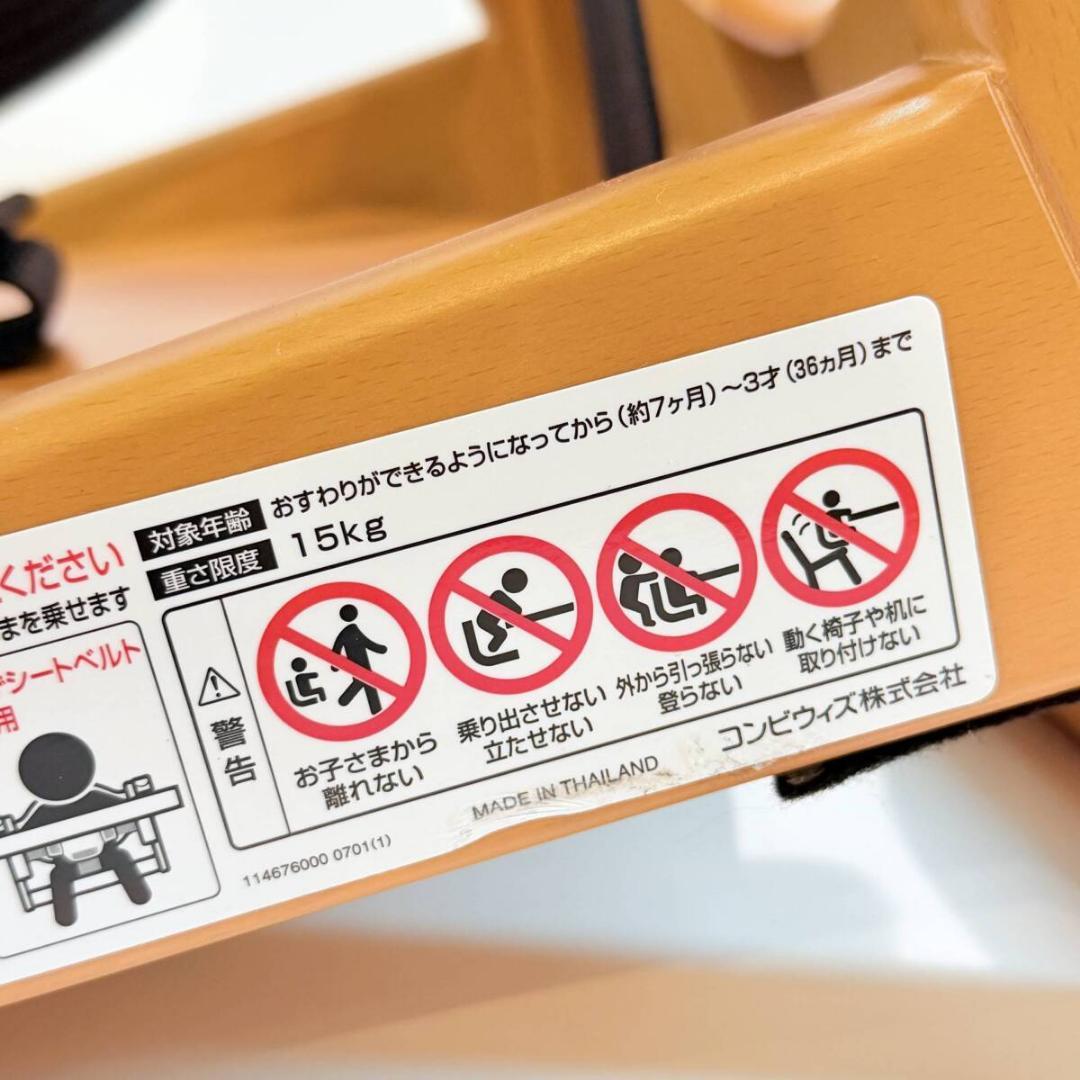 ください
まを乗せます
シートベルト
用
対象年齢 おすわりができるようになってから(約7ヶ月)～3才(36ヵ月)まで
重さ限度 15kg
警告
お子さまから
離れない
乗り出させない
立たせない
外から引っ張らない
登らない
動く椅子や机に
取り付けない
114676000 0701(1)
MADE IN THAILAND
コンビウィズ株式会社